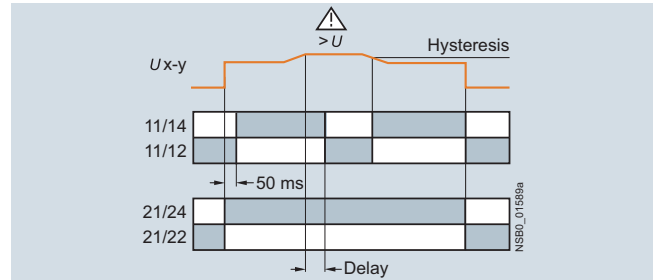 > U
Hysteresis
U x-y
11/14
11/12
50 ms
21/24
21/22
Delay
NSB0_01589a